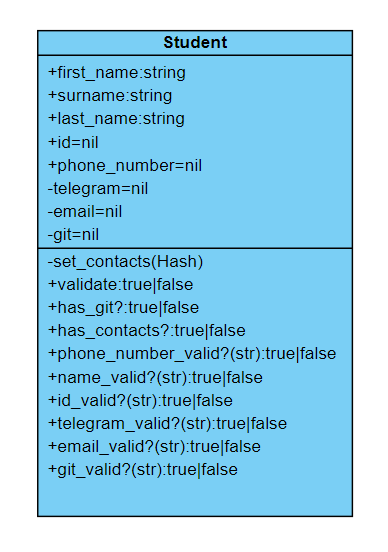 Student
+first_name:string
+surname:string
+last_name:string
+id=nil
+phone_number=nil
-telegram=nil
-email=nil
-git=nil
-set_contacts(Hash)
+validate:true|false
+has_git?:true|false
+has_contacts?:true|false
+phone_number_valid?(str):true|false
+name_valid?(str):true|false
+id_valid?(str):true|false
+telegram_valid?(str):true|false
+email_valid?(str):true|false
+git_valid?(str):true|false